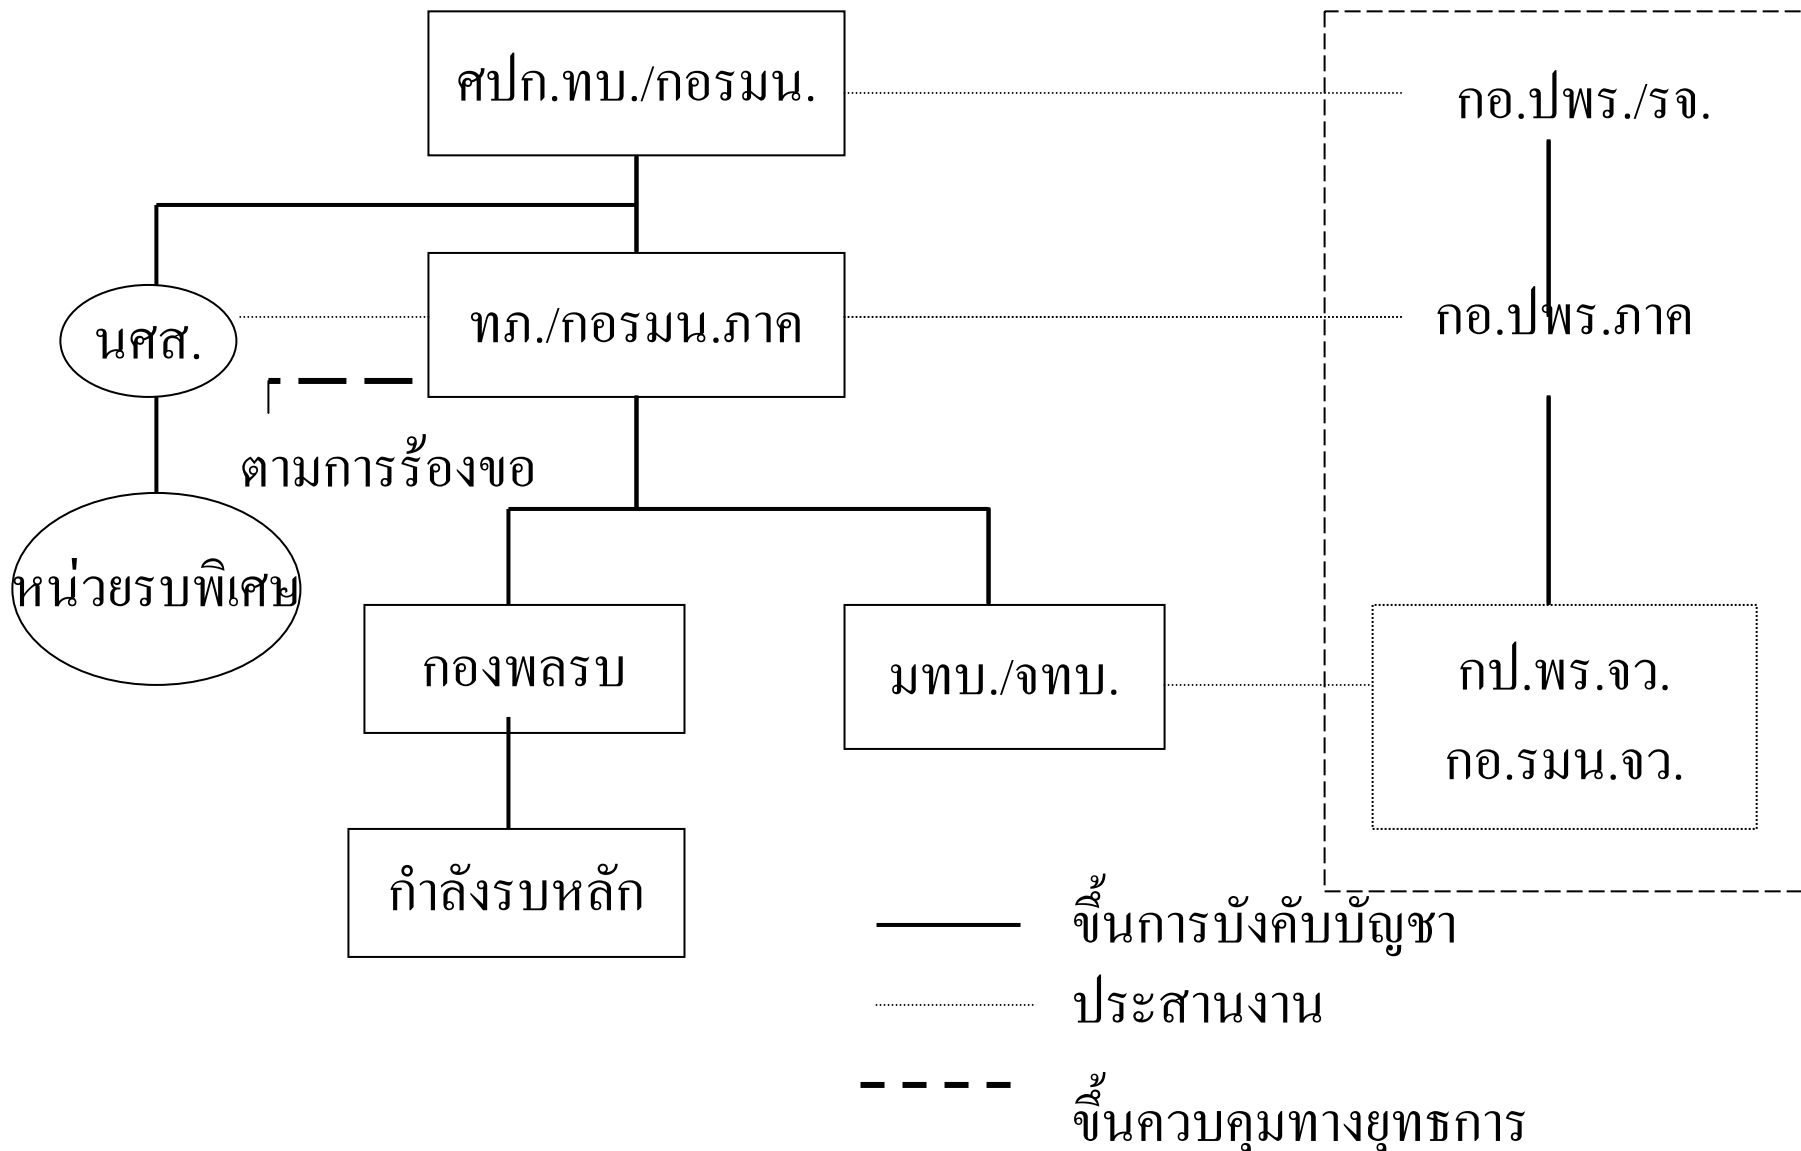 ศปก.ทบ./กอรมน.
กอ.ปพร./รจ.
นศส.
ทภ./กอรมน.ภาค
กอ.ปพร.ภาค
ตามการร้องขอ
หน่วยรบพิเศษ
กองพลรบ
มทบ./จทบ.
กป.พร.จว.
กอ.รมน.จว.
กำลังรบหลัก
ขึ้นการบังคับบัญชา
ประสานงาน
ขึ้นควบคุมทางยุทธการ